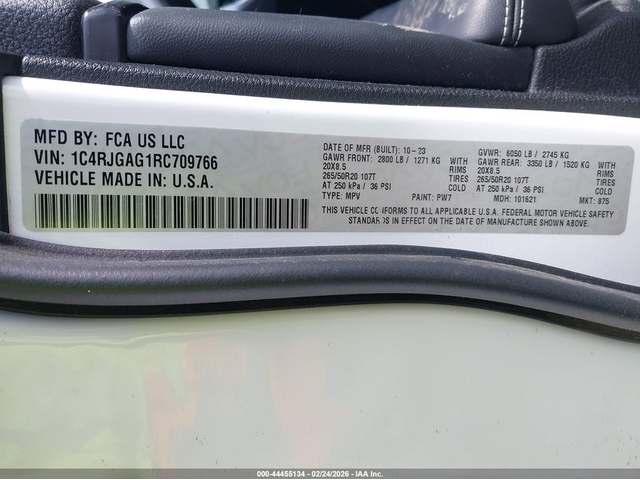 MFD BY: FCA US LLC
VIN: 1C4RJGAG1RC709766
VEHICLE MADE IN: U.S.A.
DATE OF MFR (BUILT): 10-23
GVWR: 6050 LB / 2745 KG
GAWR FRONT: 2800 LB / 1271 KG
GAWR REAR: 3350 LB / 1520 KG
20X8.5 RIMS
20X8.5 RIMS
265/50R20 107T TIRES
265/50R20 107T TIRES
AT 250 kPa / 36 PSI COLD
AT 250 kPa / 36 PSI COLD
TYPE: MPV PAINT: PW7 MDH: 101621 MKT: 875
THIS VEHICLE CO IFORMS TO ALL APPLICABLE U.S.A. FEDERAL MOTOR VEHICLE SAFETY
STANDAR)S IN EFFECT ON THE DATE OF MANUFACTURE SHOWN ABOVE.
000-44455134 - 02/24/2026 - IAA Inc.